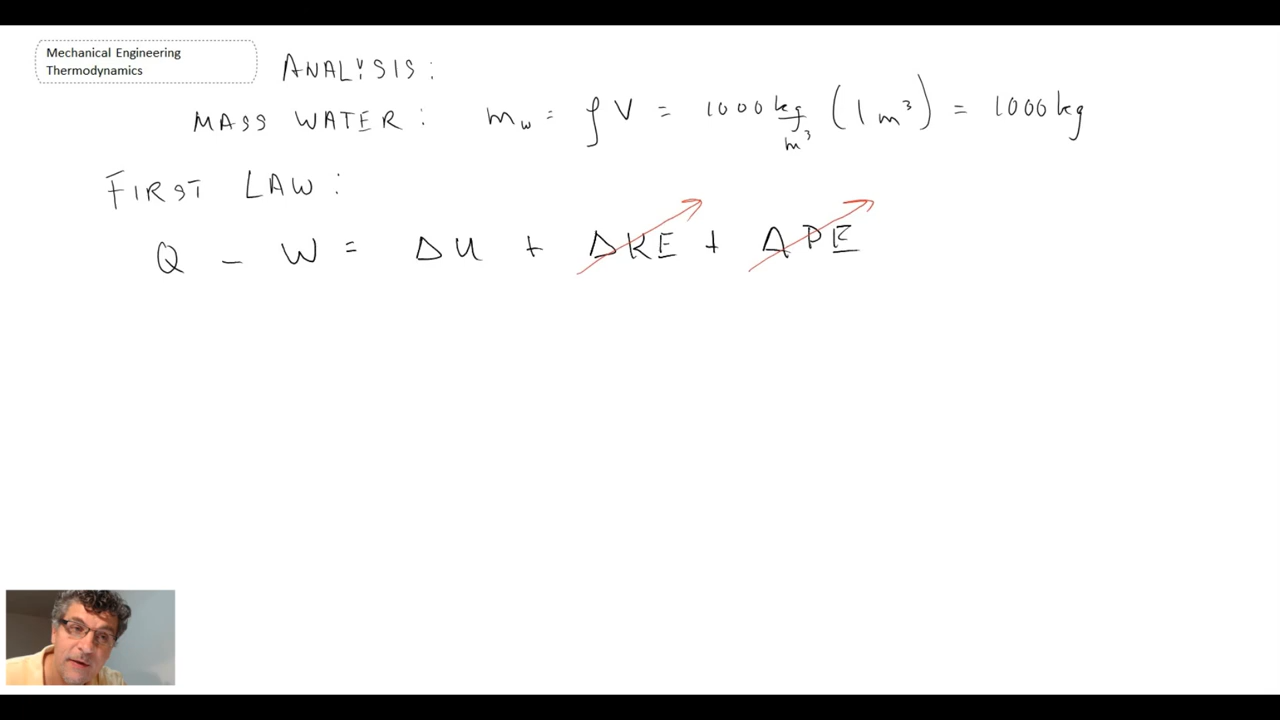 Mechanical Engineering
Thermodynamics
ANALYSIS:
MASS WATER: m_w = ρV = 1000 kg/m³ (1 m³) = 1000 kg
FIRST LAW:
Q - W = ΔU + ΔKE + ΔPE